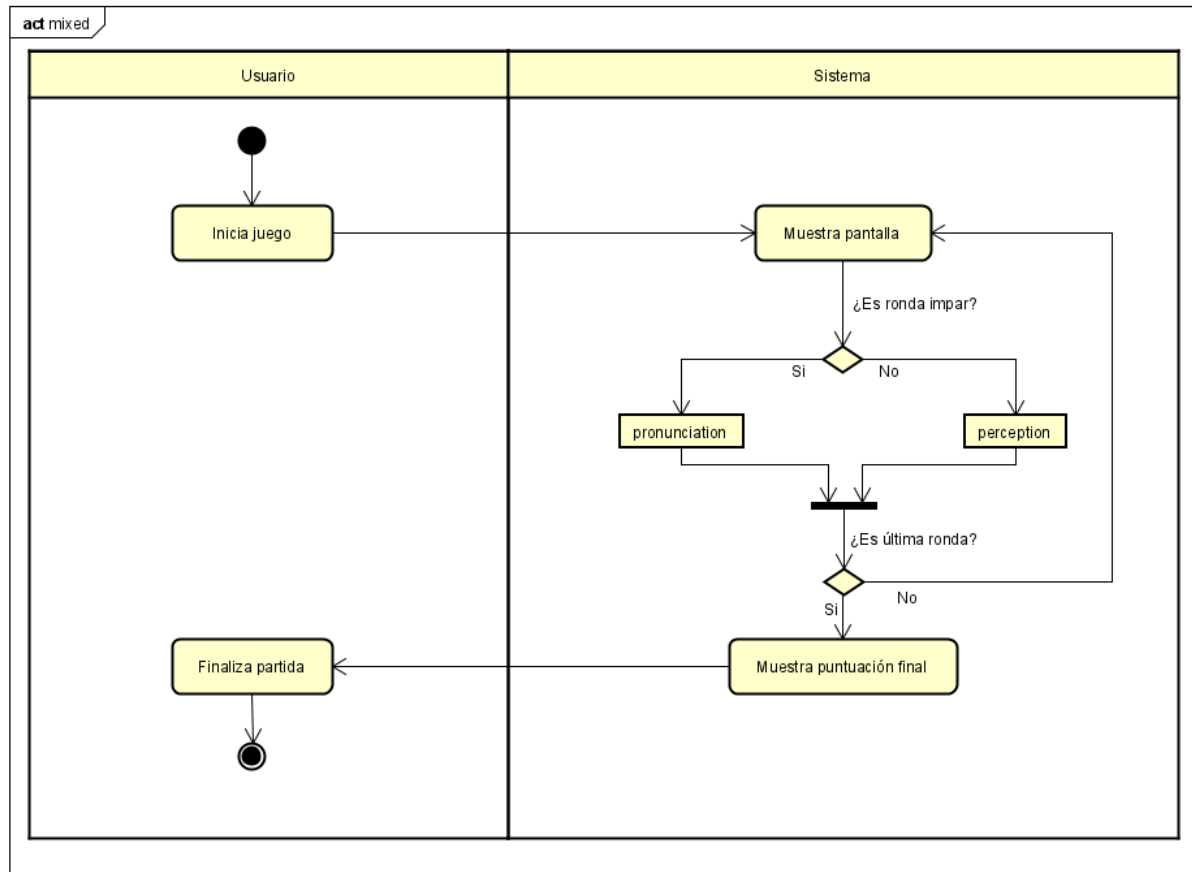 act mixed
Usuario
Sistema
Inicia juego
Muestra pantalla
¿Es ronda impar?
Si
No
pronunciation
perception
¿Es última ronda?
No
Si
Finaliza partida
Muestra puntuación final